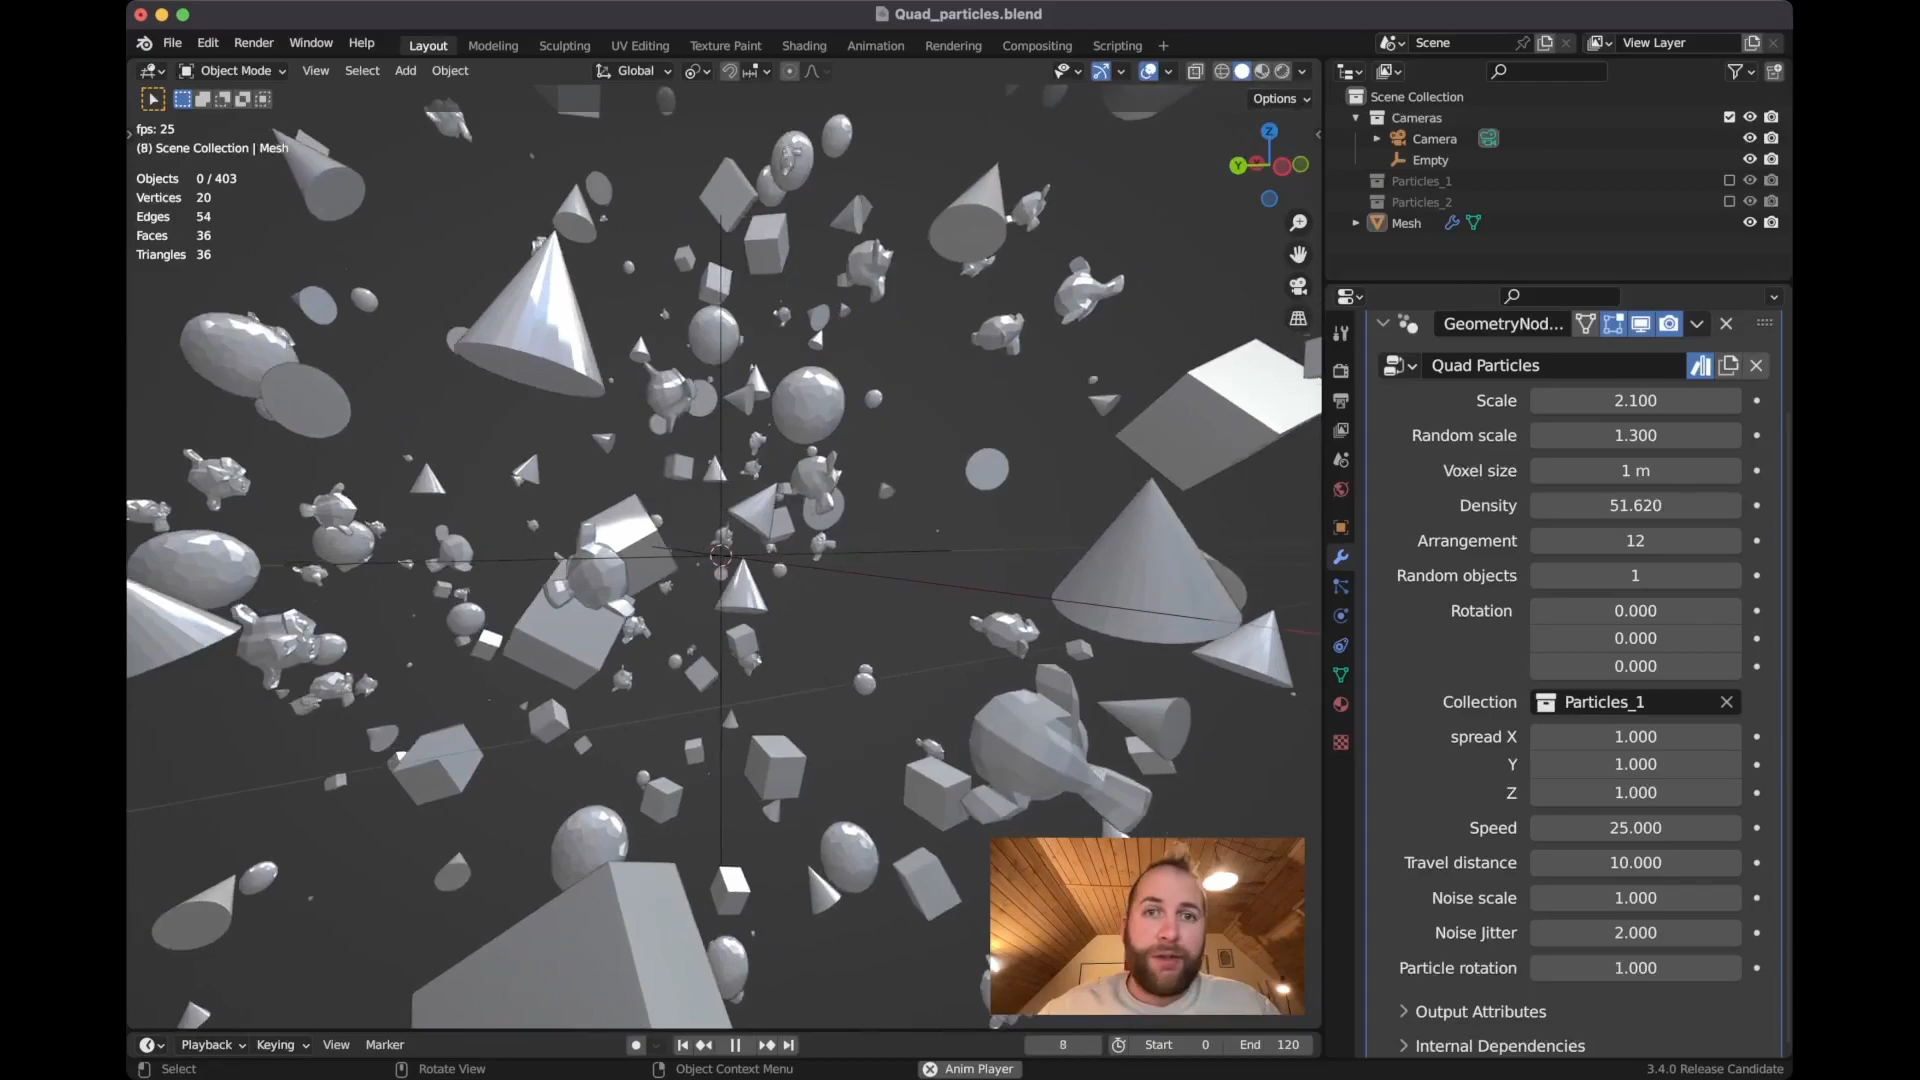 Quad_particles.blend
File Edit Render Window Help
Layout Modeling Sculpting UV Editing Texture Paint Shading Animation Rendering Compositing Scripting +
Scene
View Layer
Object Mode View Select Add Object
Global
Options
fps: 25
(8) Scene Collection | Mesh
Objects 0 / 403
Vertices 20
Edges 54
Faces 36
Triangles 36
Z
Y
X
Scene Collection
Cameras
Camera
Empty
Particles_1
Particles_2
Mesh
GeometryNod...
Quad Particles
Scale 2.100
Random scale 1.300
Voxel size 1 m
Density 51.620
Arrangement 12
Random objects 1
Rotation 0.000
0.000
0.000
Collection Particles_1
spread X 1.000
Y 1.000
Z 1.000
Speed 25.000
Travel distance 10.000
Noise scale 1.000
Noise Jitter 2.000
Particle rotation 1.000
Output Attributes
Internal Dependencies
Playback Keying View Marker
8
Start 0
End 120
Select
Rotate View
Object Context Menu
Anim Player
3.4.0 Release Candidate